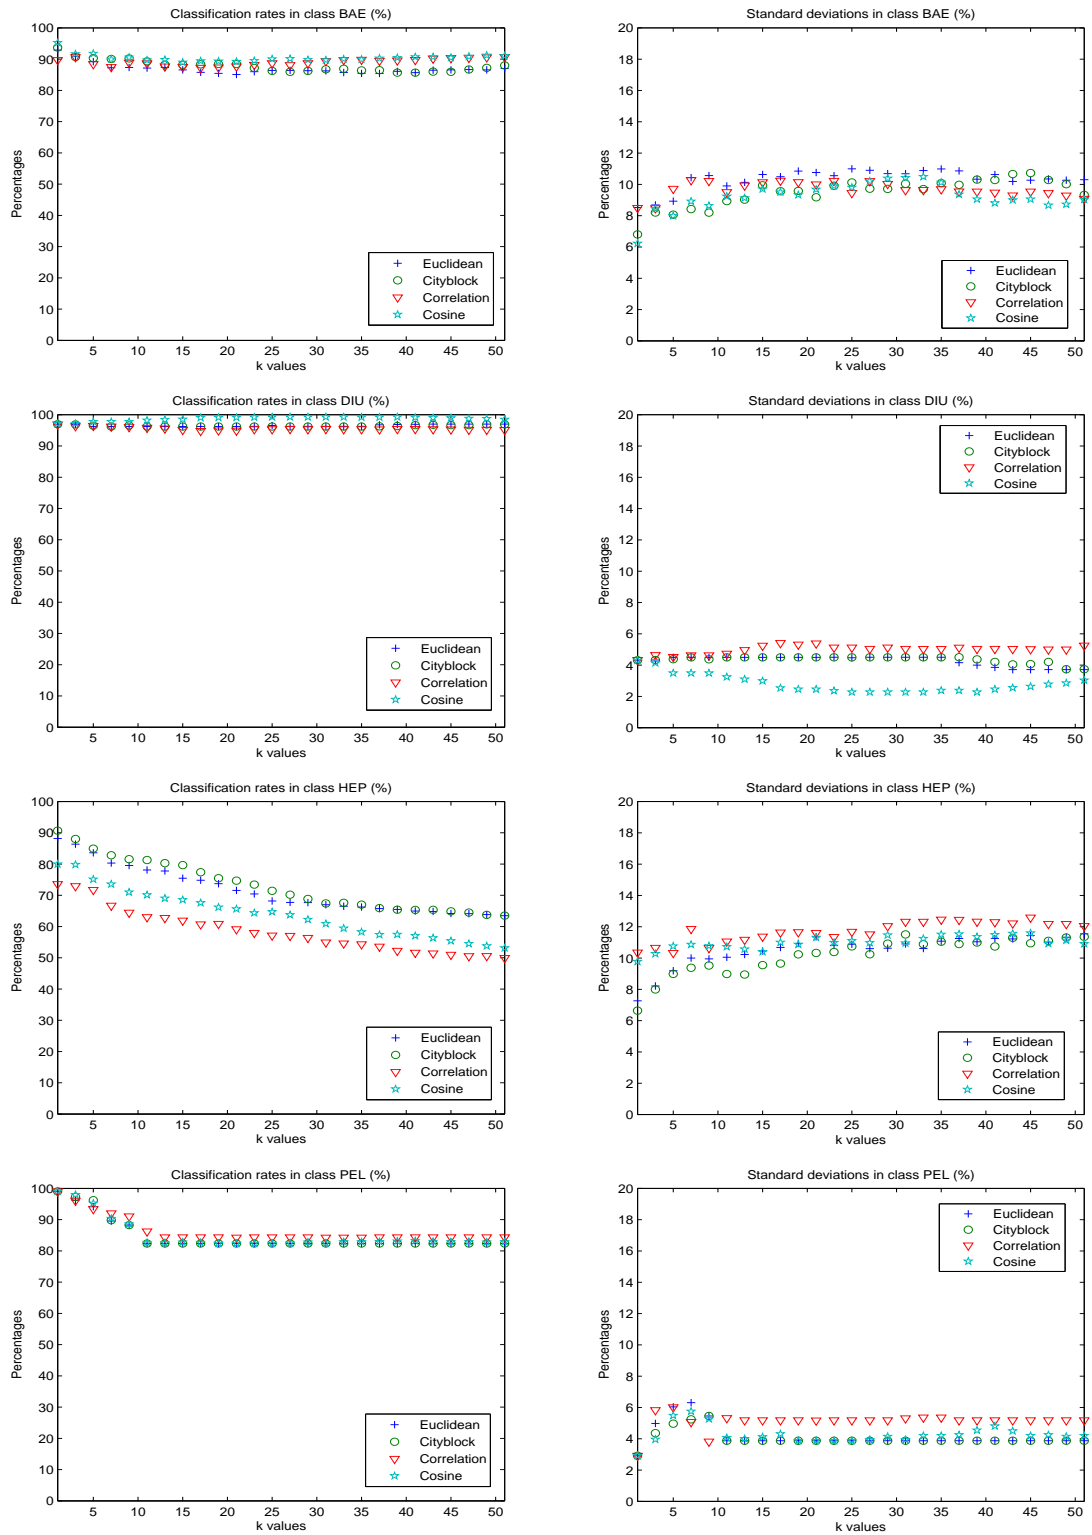 Classification rates in class BAE (%)
100
90
80
70
60
50
40
30
20
10
0
Percentages
5 10 15 20 25 30 35 40 45 50
k values
Euclidean
Cityblock
Correlation
Cosine
Standard deviations in class BAE (%)
20
18
16
14
12
10
8
6
4
2
0
Percentages
5 10 15 20 25 30 35 40 45 50
k values
Euclidean
Cityblock
Correlation
Cosine
Classification rates in class DIU (%)
100
90
80
70
60
50
40
30
20
10
0
Percentages
5 10 15 20 25 30 35 40 45 50
k values
Euclidean
Cityblock
Correlation
Cosine
Standard deviations in class DIU (%)
20
18
16
14
12
10
8
6
4
2
0
Percentages
5 10 15 20 25 30 35 40 45 50
k values
Euclidean
Cityblock
Correlation
Cosine
Classification rates in class HEP (%)
100
90
80
70
60
50
40
30
20
10
0
Percentages
5 10 15 20 25 30 35 40 45 50
k values
Euclidean
Cityblock
Correlation
Cosine
Standard deviations in class HEP (%)
20
18
16
14
12
10
8
6
4
2
0
Percentages
5 10 15 20 25 30 35 40 45 50
k values
Euclidean
Cityblock
Correlation
Cosine
Classification rates in class PEL (%)
100
90
80
70
60
50
40
30
20
10
0
Percentages
5 10 15 20 25 30 35 40 45 50
k values
Euclidean
Cityblock
Correlation
Cosine
Standard deviations in class PEL (%)
20
18
16
14
12
10
8
6
4
2
0
Percentages
5 10 15 20 25 30 35 40 45 50
k values
Euclidean
Cityblock
Correlation
Cosine